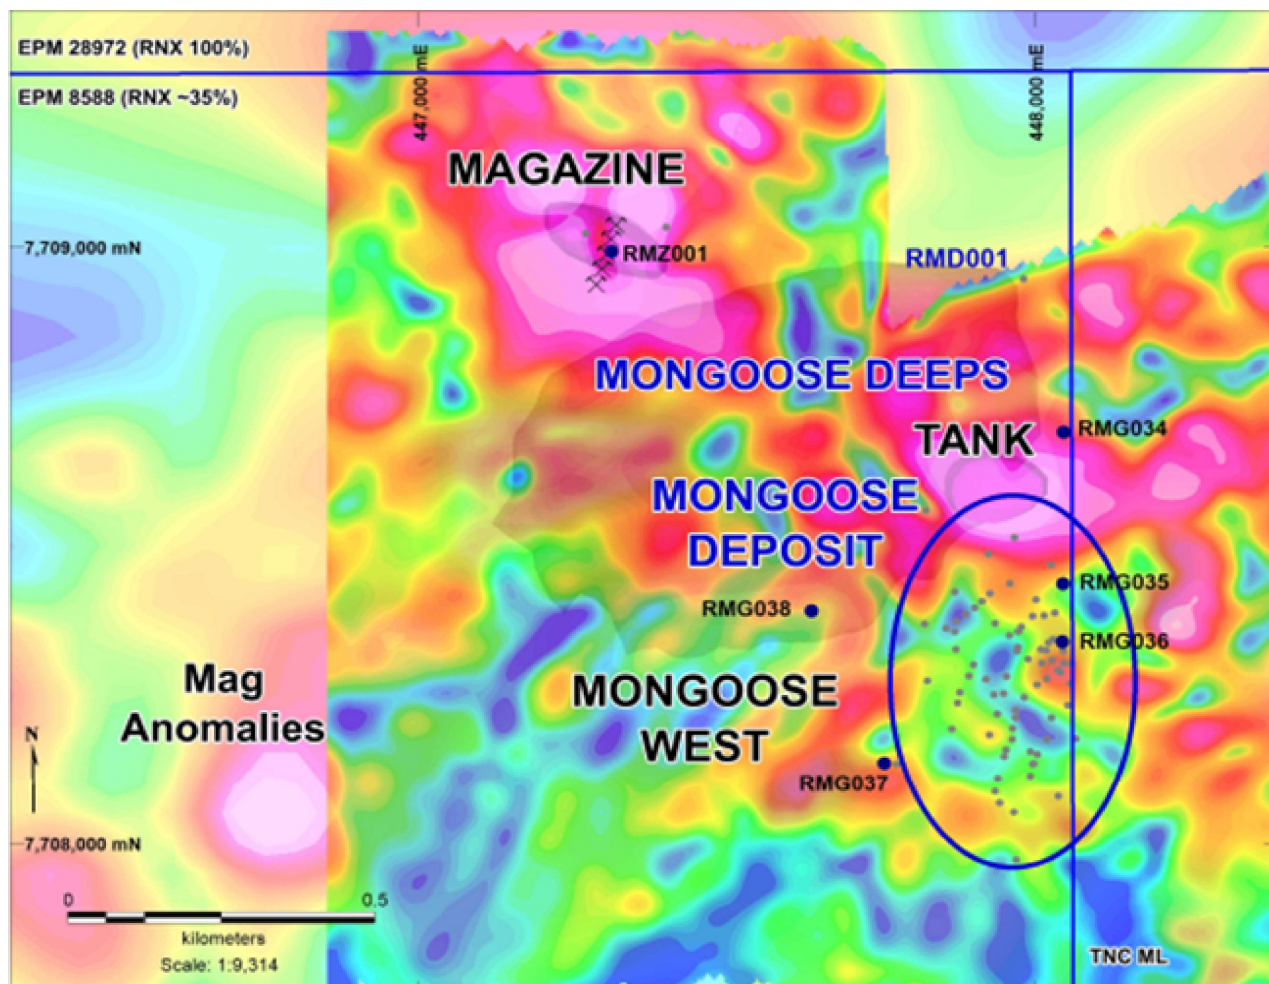 EPM 28972 (RNX 100%)
EPM 8588 (RNX ~35%)
447,000 mE
448,000 mE
MAGAZINE
7,709,000 mN
RMZ001
RMD001
MONGOOSE DEEPS
TANK
RMG034
MONGOOSE
DEPOSIT
RMG035
RMG038
RMG036
Mag
Anomalies
MONGOOSE
WEST
N
RMG037
7,708,000 mN
0 0.5
kilometers
Scale: 1:9,314
TNC ML